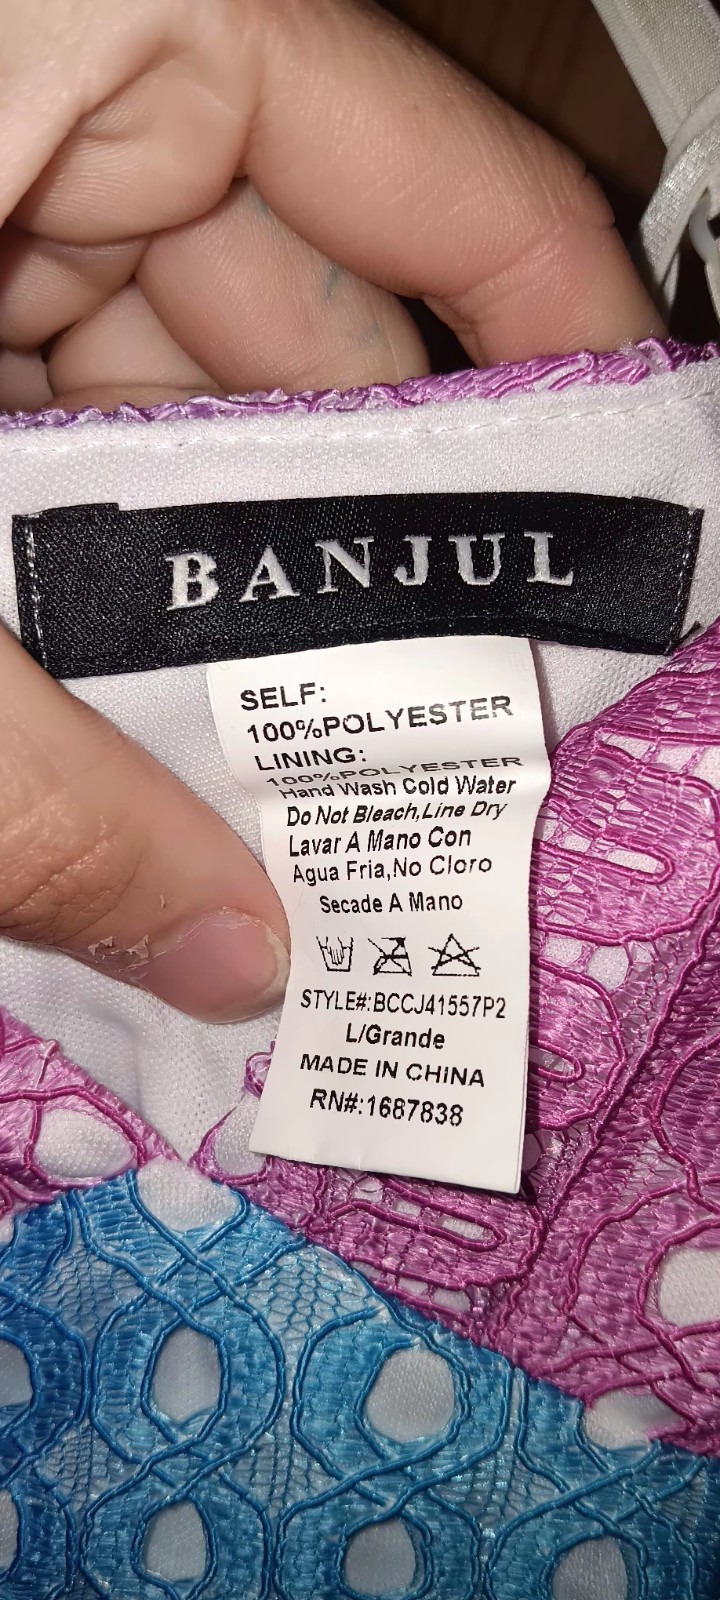 BANJUL
SELF:
100%POLYESTER
LINING:
100%POLYESTER
Hand Wash Cold Water
Do Not Bleach,Line Dry
Lavar A Mano Con
Agua Fria,No Cloro
Secade A Mano
STYLE#:BCCJ41557P2
L/Grande
MADE IN CHINA
RN#:1687838